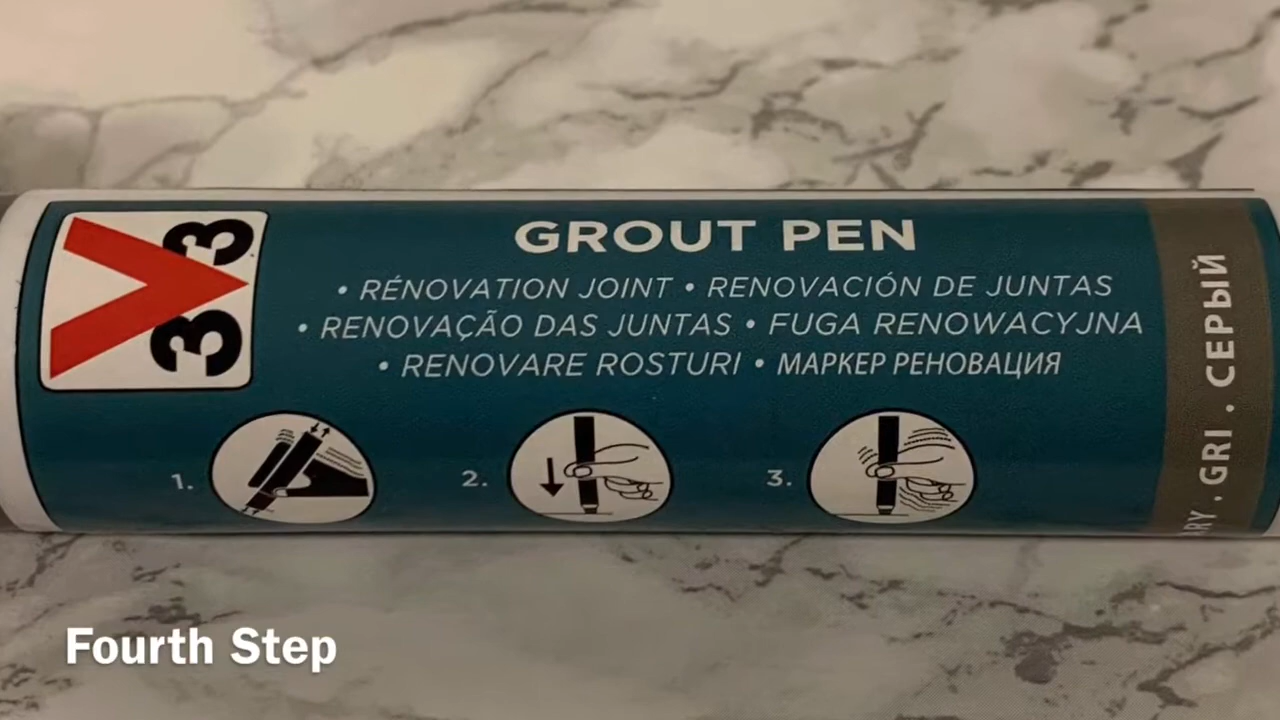 3V3
GROUT PEN
• RÉNOVATION JOINT • RENOVACIÓN DE JUNTAS
• RENOVAÇÃO DAS JUNTAS • FUGA RENOWACYJNA
• RENOVARE ROSTURI • МАРКЕР РЕНОВАЦИЯ
1. 2. 3.
. GRI . СЕРЫЙ
Fourth Step